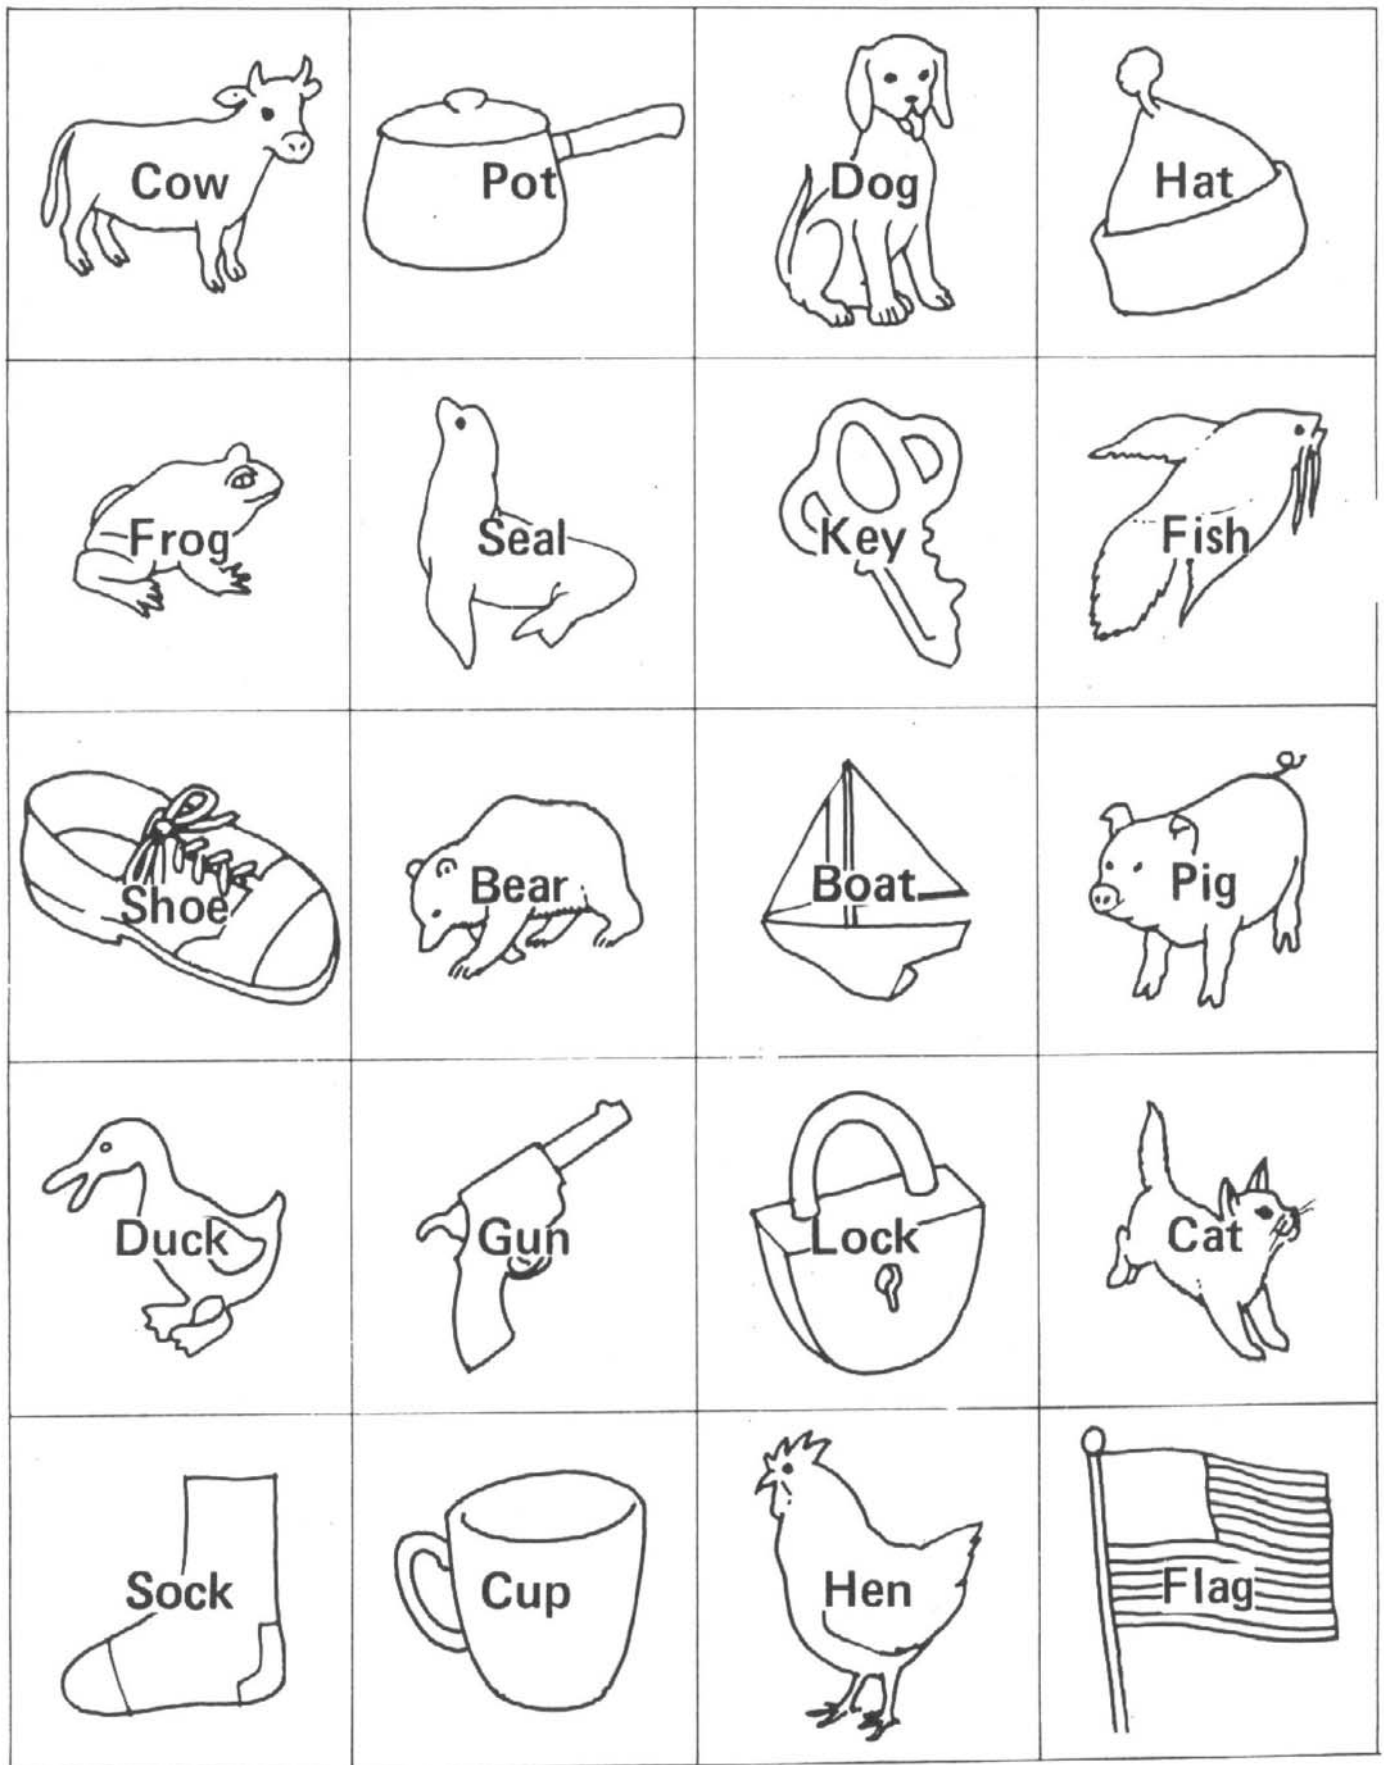 Cow Pot Dog Hat
Frog Seal Key Fish
Shoe Bear Boat Pig
Duck Gun Lock Cat
Sock Cup Hen Flag